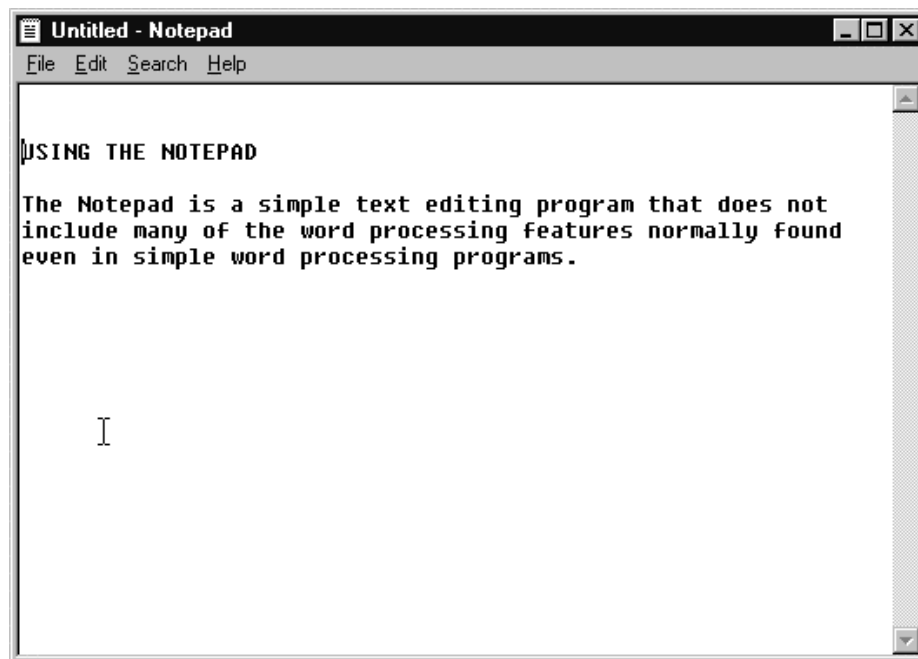 Untitled - Notepad
File Edit Search Help
USING THE NOTEPAD
The Notepad is a simple text editing program that does not
include many of the word processing features normally found
even in simple word processing programs.